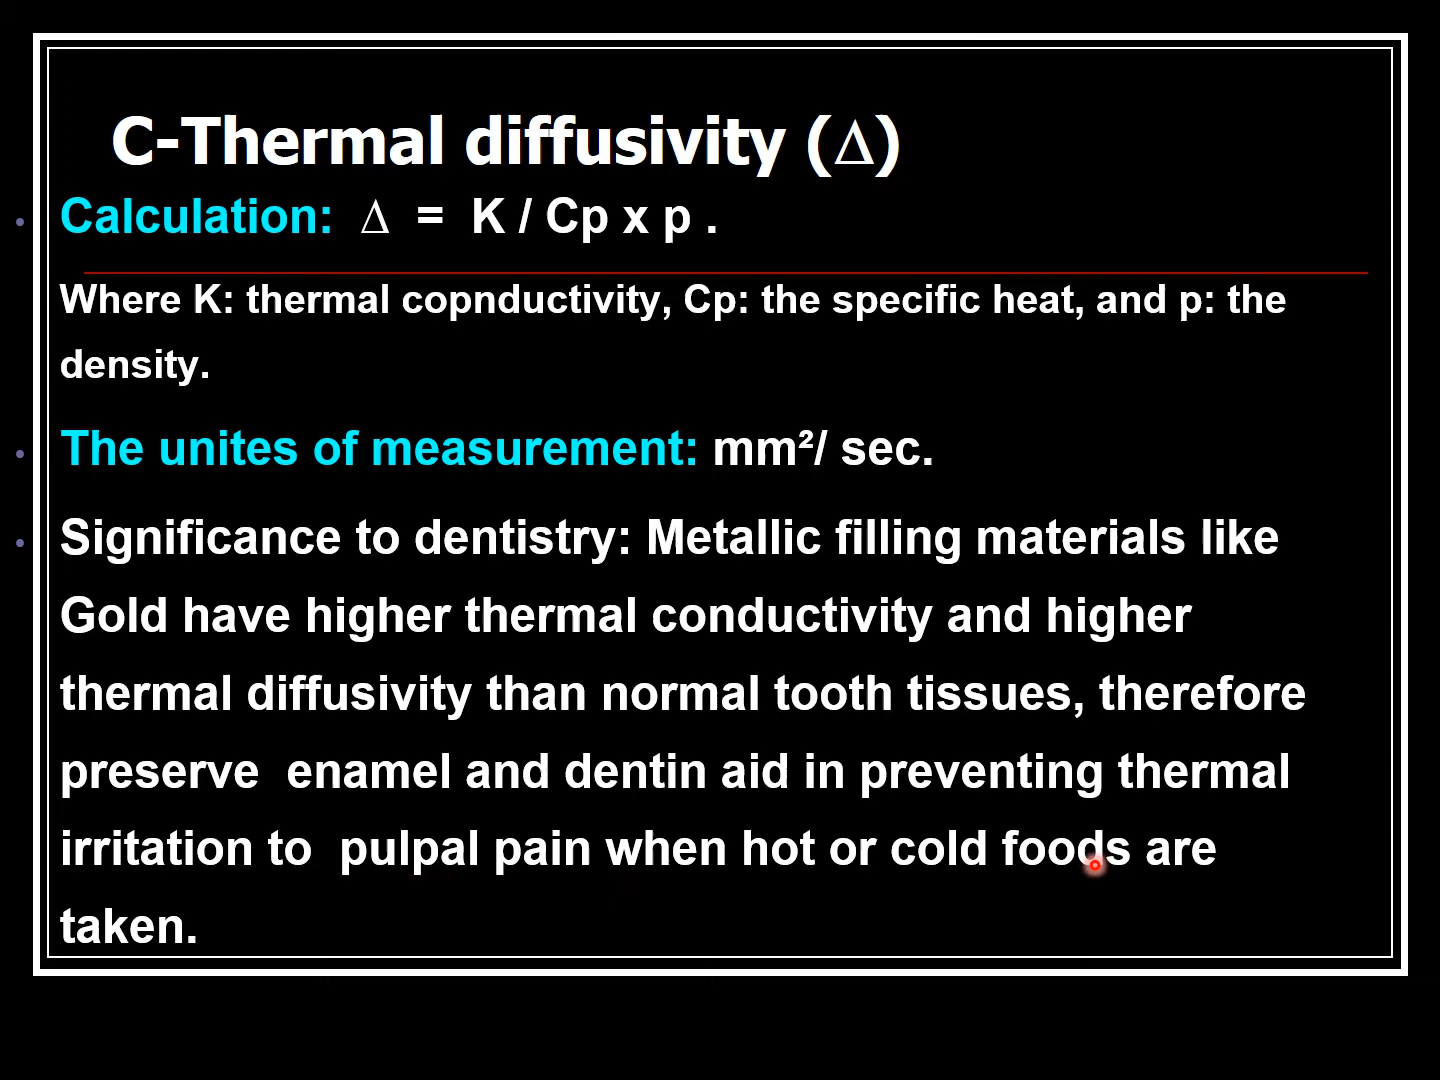 C-Thermal diffusivity (Δ)
Calculation: Δ = K / Cp x p .
Where K: thermal copnductivity, Cp: the specific heat, and p: the
density.
The unites of measurement: mm²/ sec.
Significance to dentistry: Metallic filling materials like
Gold have higher thermal conductivity and higher
thermal diffusivity than normal tooth tissues, therefore
preserve enamel and dentin aid in preventing thermal
irritation to pulpal pain when hot or cold foods are
taken.